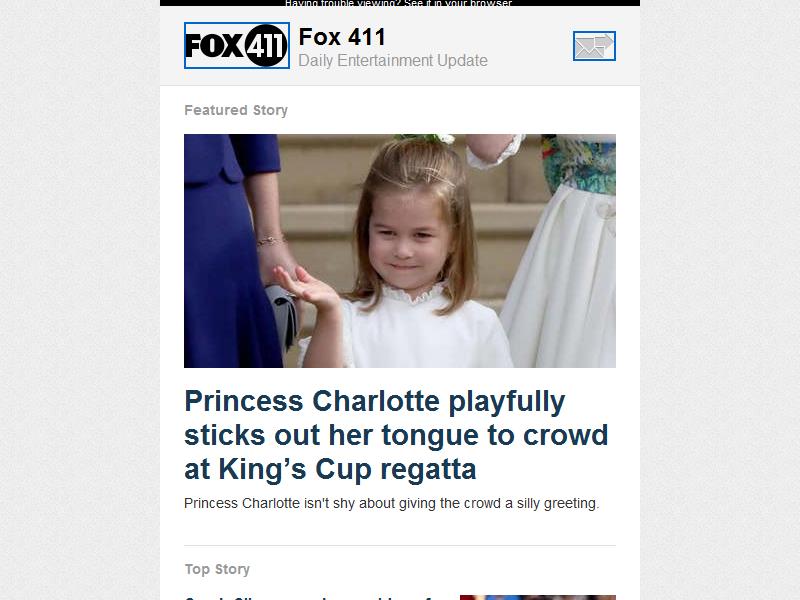 Having trouble viewing? See it in your browser
FOX 411
Fox 411
Daily Entertainment Update
Featured Story
Princess Charlotte playfully
sticks out her tongue to crowd
at King’s Cup regatta
Princess Charlotte isn't shy about giving the crowd a silly greeting.
Top Story